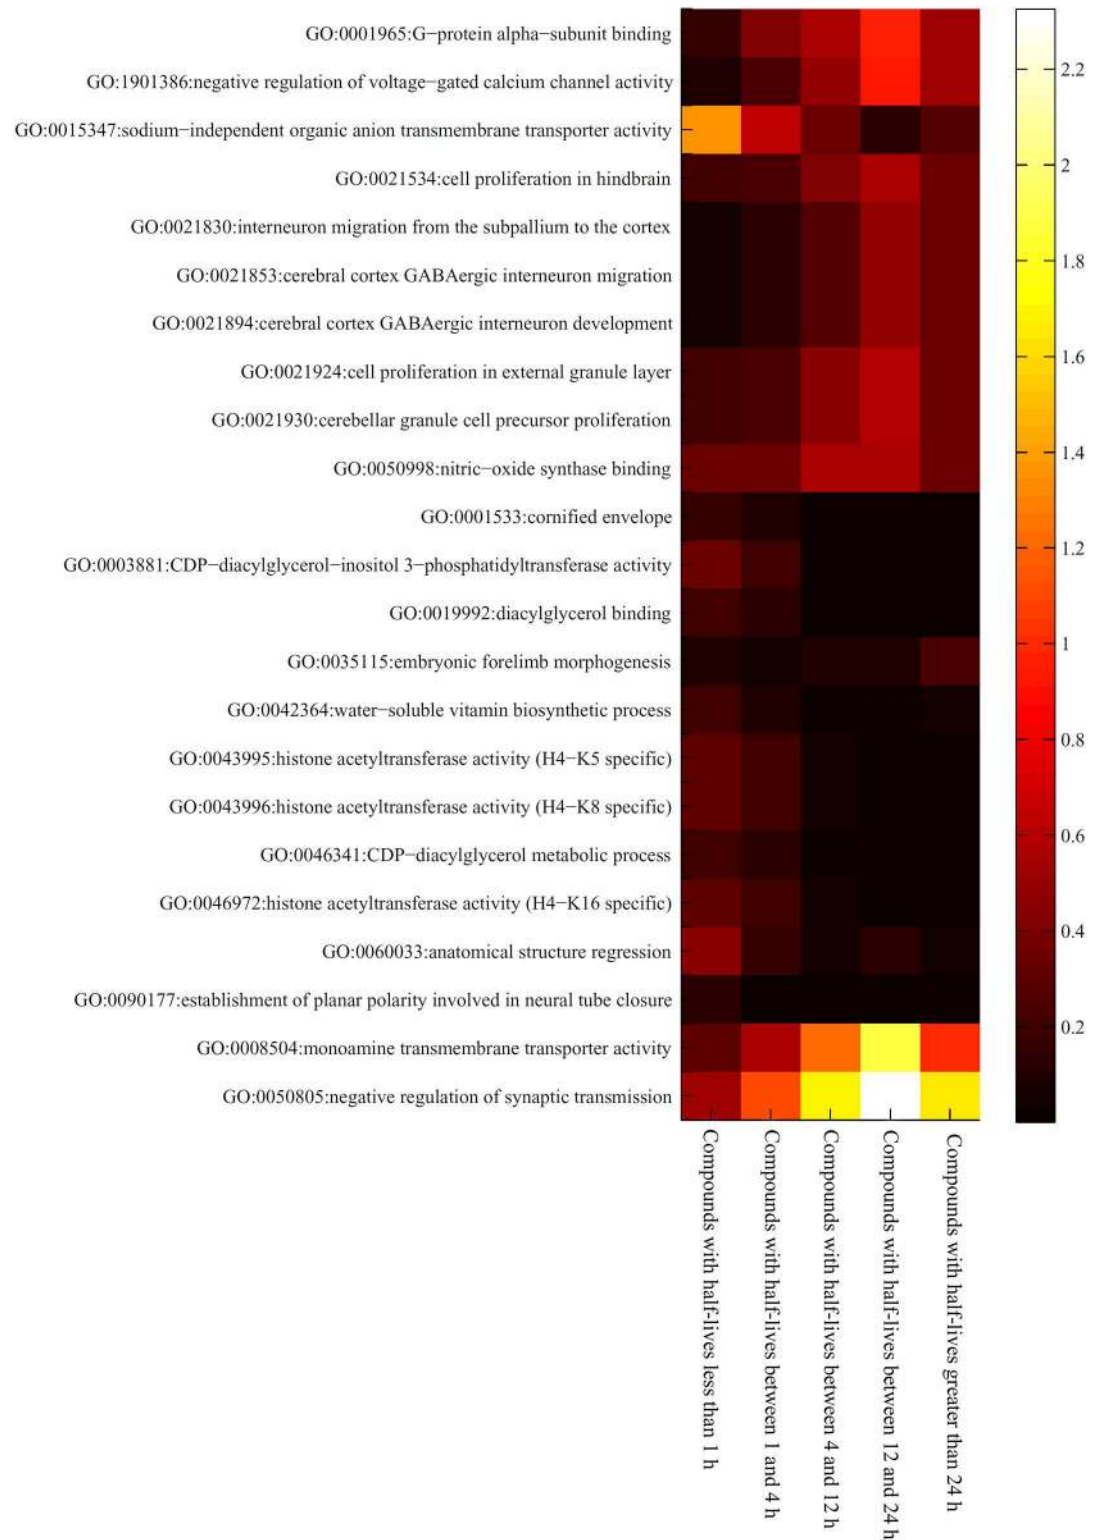 GO:0001965:G−protein alpha−subunit binding
GO:1901386:negative regulation of voltage−gated calcium channel activity
GO:0015347:sodium−independent organic anion transmembrane transporter activity
GO:0021534:cell proliferation in hindbrain
GO:0021830:interneuron migration from the subpallium to the cortex
GO:0021853:cerebral cortex GABAergic interneuron migration
GO:0021894:cerebral cortex GABAergic interneuron development
GO:0021924:cell proliferation in external granule layer
GO:0021930:cerebellar granule cell precursor proliferation
GO:0050998:nitric−oxide synthase binding
GO:0001533:cornified envelope
GO:0003881:CDP−diacylglycerol−inositol 3−phosphatidyltransferase activity
GO:0019992:diacylglycerol binding
GO:0035115:embryonic forelimb morphogenesis
GO:0042364:water−soluble vitamin biosynthetic process
GO:0043995:histone acetyltransferase activity (H4−K5 specific)
GO:0043996:histone acetyltransferase activity (H4−K8 specific)
GO:0046341:CDP−diacylglycerol metabolic process
GO:0046972:histone acetyltransferase activity (H4−K16 specific)
GO:0060033:anatomical structure regression
GO:0090177:establishment of planar polarity involved in neural tube closure
GO:0008504:monoamine transmembrane transporter activity
GO:0050805:negative regulation of synaptic transmission
Compounds with half-lives less than 1 h
Compounds with half-lives between 1 and 4 h
Compounds with half-lives between 4 and 12 h
Compounds with half-lives between 12 and 24 h
Compounds with half-lives greater than 24 h
2.2
2
1.8
1.6
1.4
1.2
1
0.8
0.6
0.4
0.2